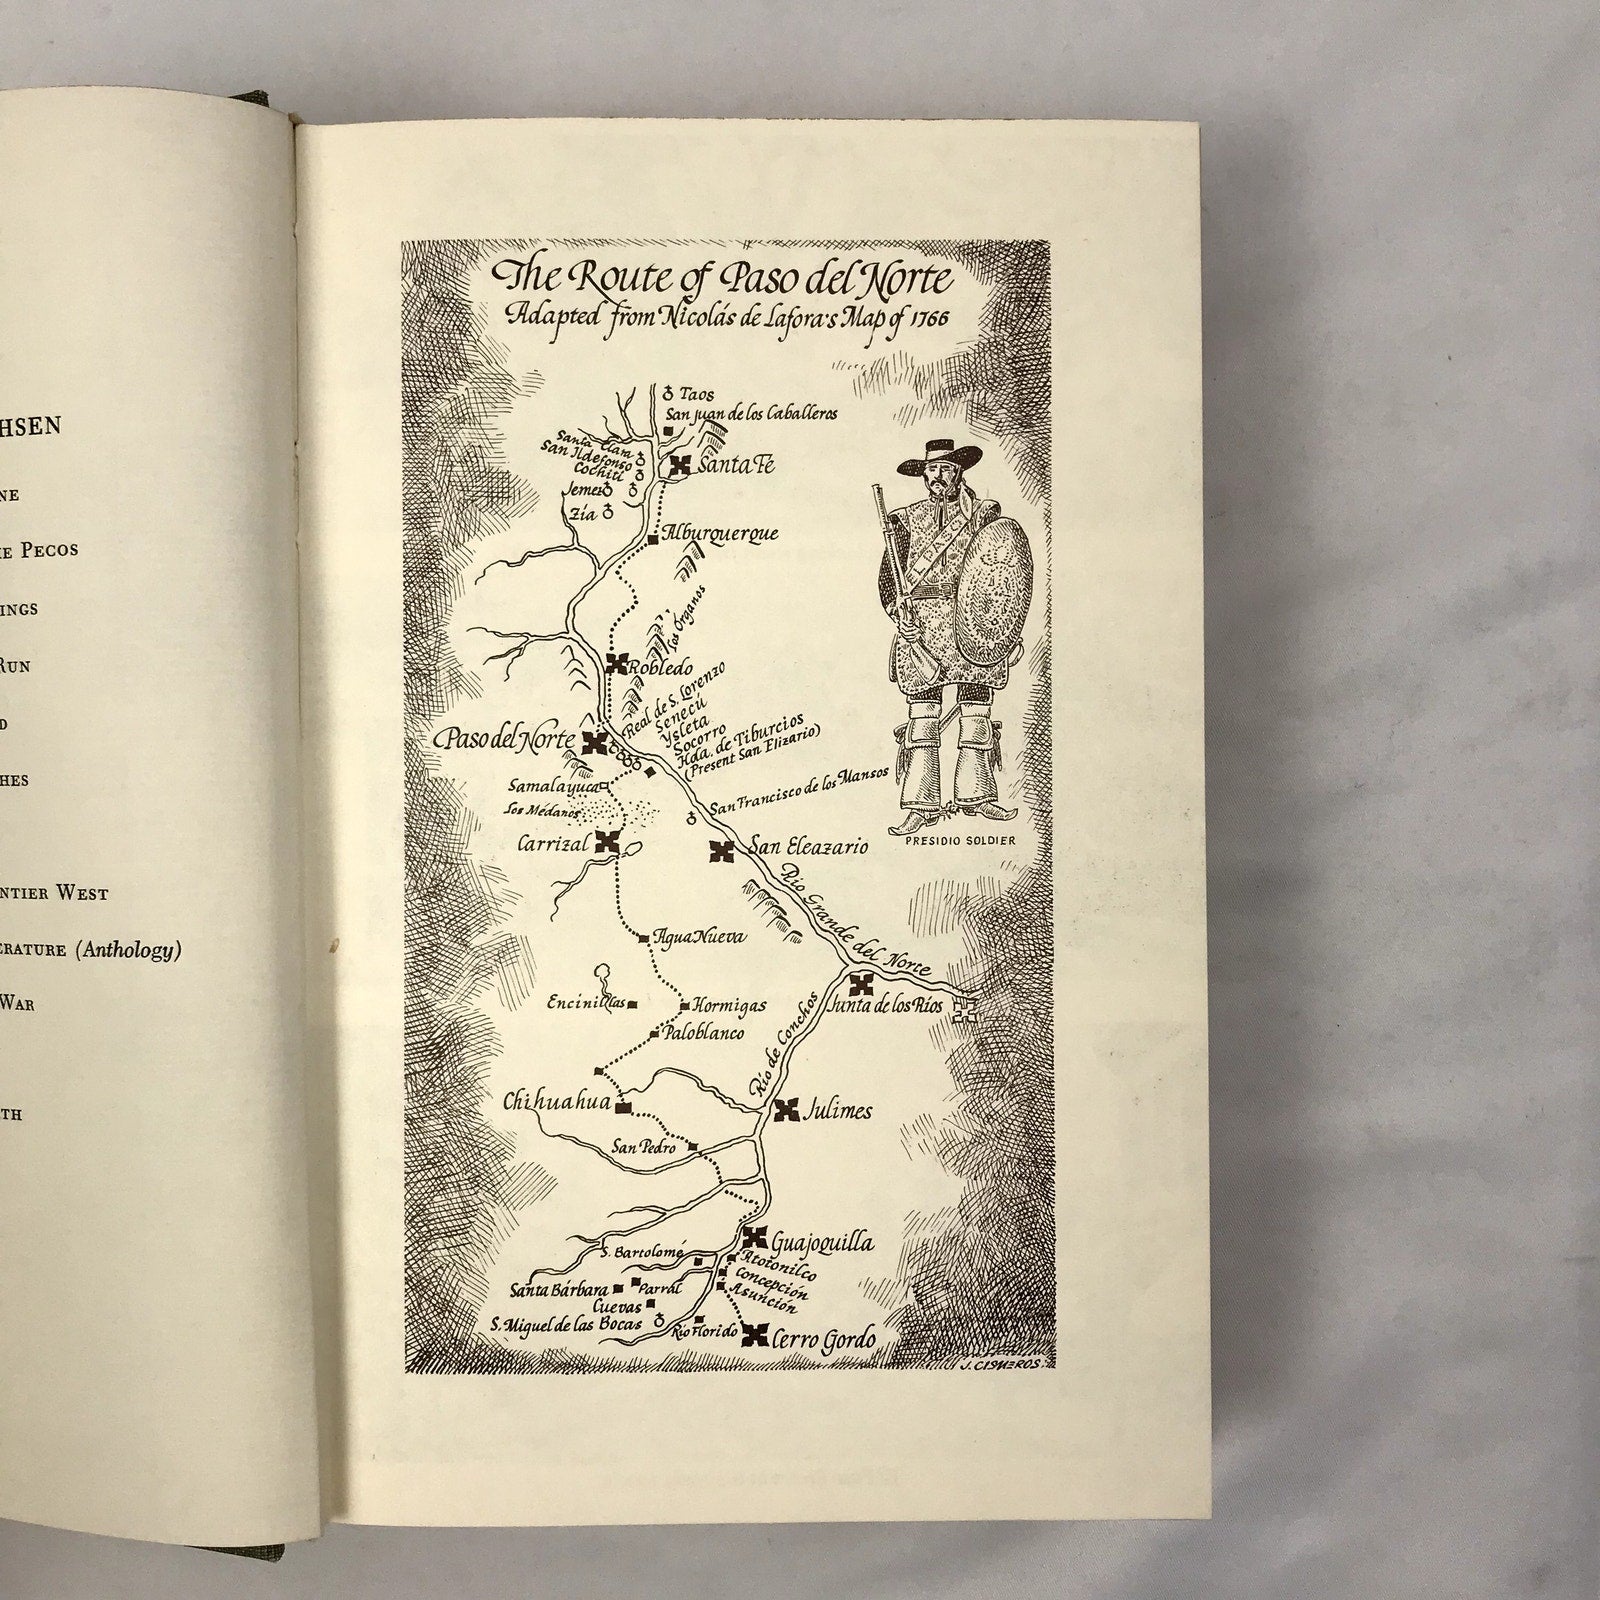 HSEN
NE
E PECOS
INGS
RUN
D
HES
NTIER WEST
ERATURE (Anthology)
WAR
TH
The Route of Paso del Norte
Adapted from Nicolás de Lafora's Map of 1766
Taos
San Juan de los Caballeros
Santa Clara
San Ildefonso
Cochití
Santa Fé
Jemez
Zía
Alburquerque
Los Órganos
Robledo
Real de S. Lorenzo
Senecú
Ysleta
Socorro
Hda. de Tiburcios
(Present San Elizario)
Paso del Norte
Samalayuca
Los Médanos
San Francisco de los Mansos
Carrizal
San Eleazario
PRESIDIO SOLDIER
Río Grande del Norte
Agua Nueva
Encinillas
Hormigas
Junta de los Ríos
Paloblanco
Río de Conchos
Chihuahua
Julimes
San Pedro
Guajoquilla
S. Bartolomé
Atotonilco
Concepción
Asunción
Santa Bárbara
Parral
Cuevas
S. Miguel de las Bocas
Río Florido
Cerro Gordo
J. CISNEROS